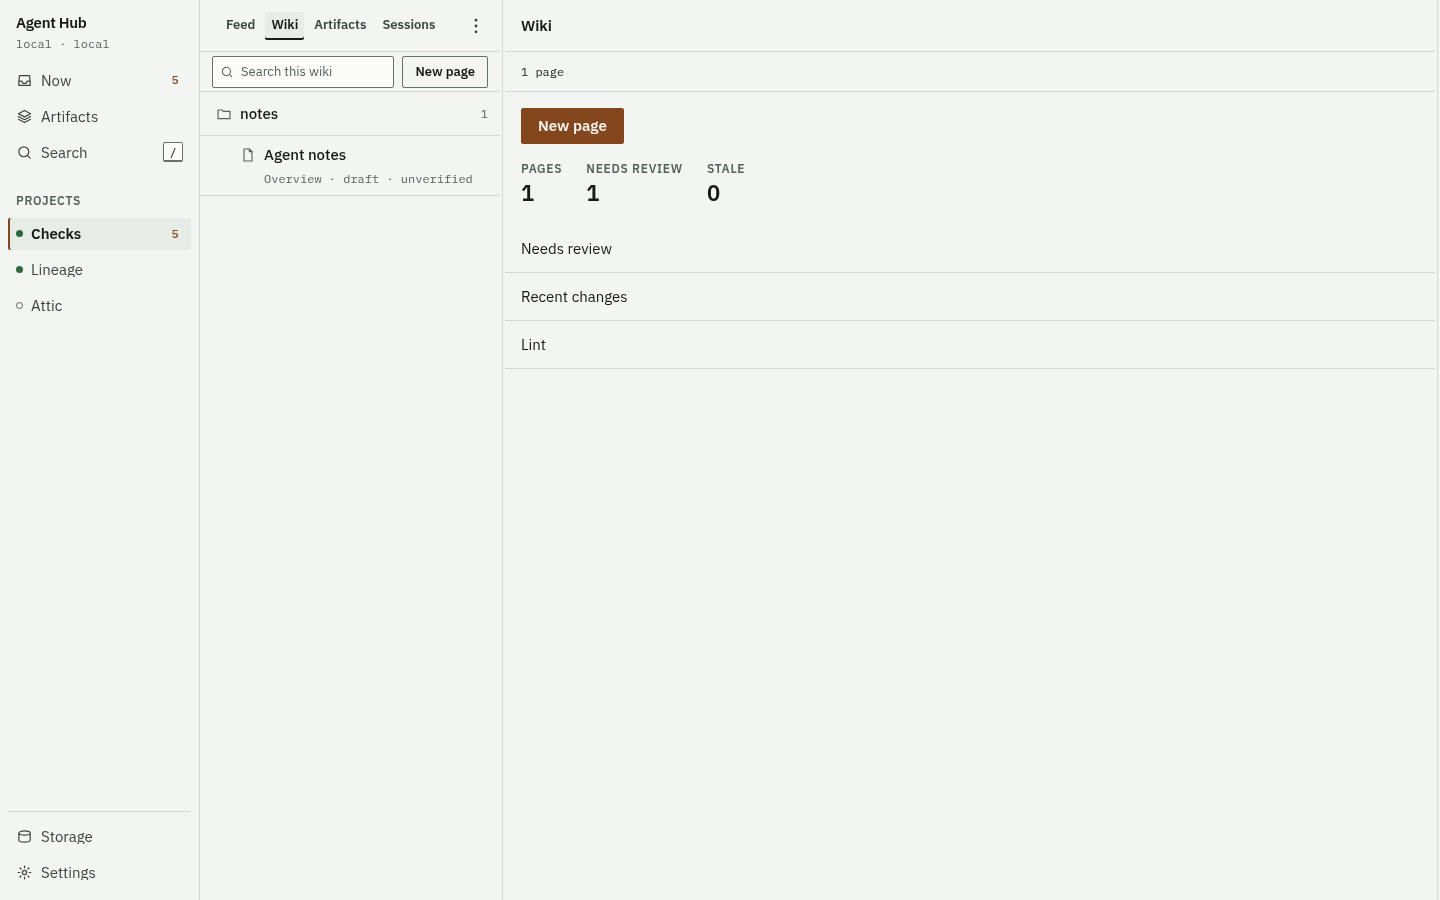 Agent Hub
local · local
Now 5
Artifacts
Search /
PROJECTS
Checks 5
Lineage
Attic
Storage
Settings
Feed Wiki Artifacts Sessions
Search this wiki New page
notes 1
Agent notes
Overview · draft · unverified
Wiki
1 page
New page
PAGES NEEDS REVIEW STALE
1 1 0
Needs review
Recent changes
Lint